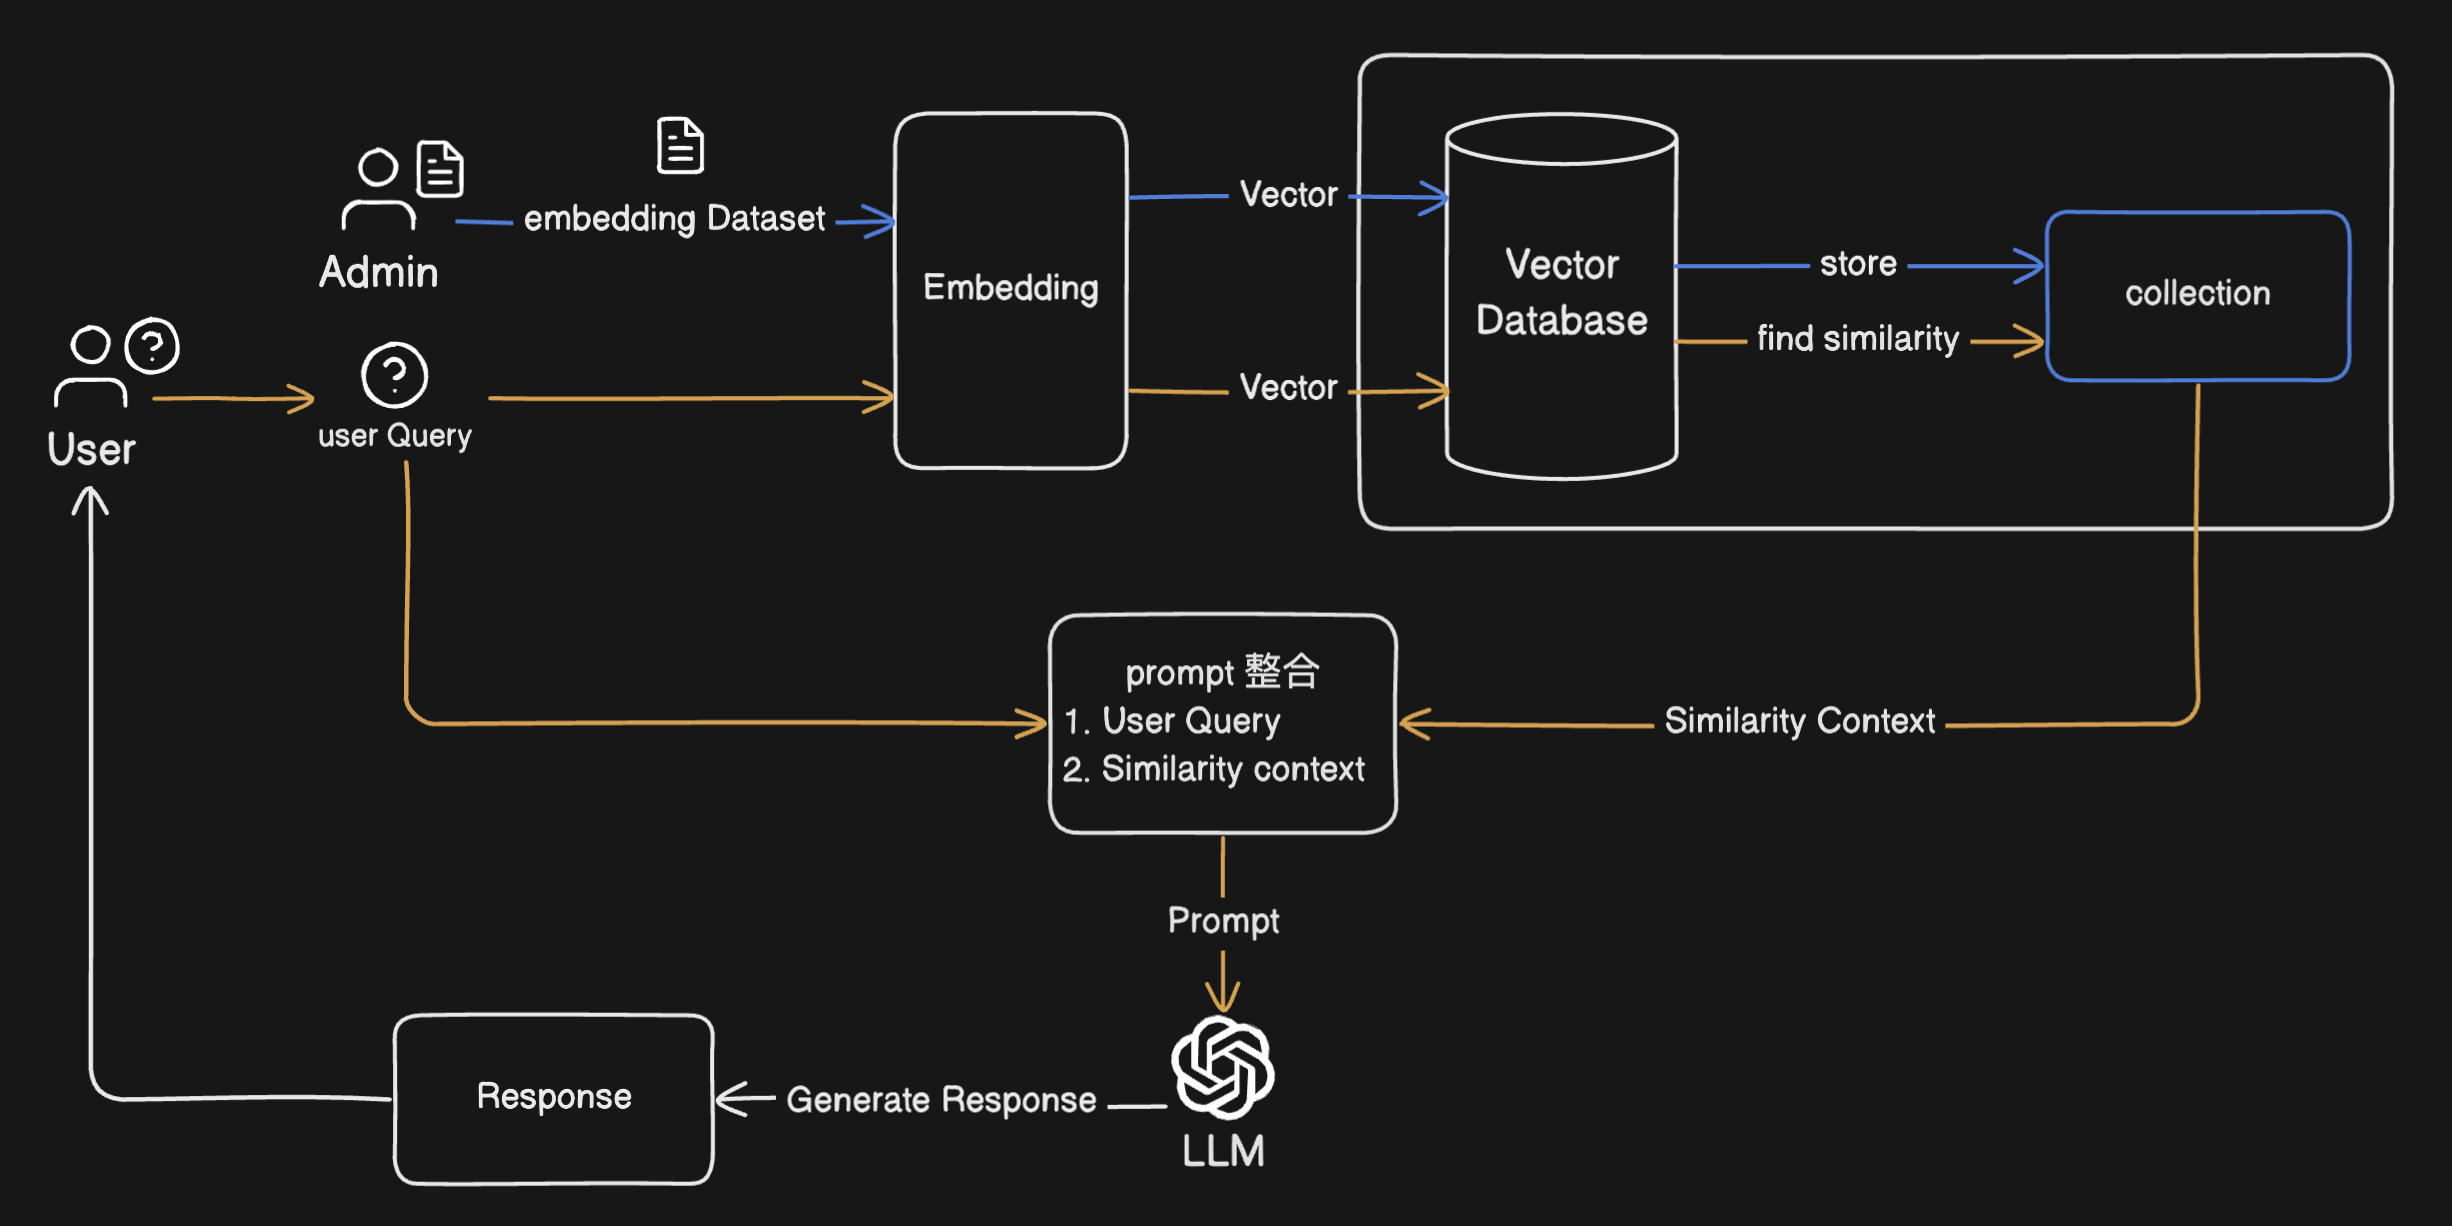 Admin
embedding Dataset
User
user Query
Embedding
Vector
Vector
Vector
Database
store
find similarity
collection
prompt 整合
1. User Query
2. Similarity context
Similarity Context
Prompt
LLM
Generate Response
Response